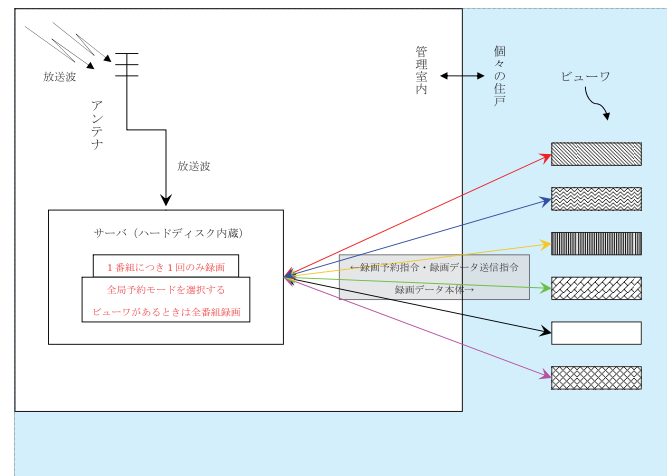 放送波
アンテナ
放送波
管理室内
個々の住戸
ビューワ
サーバ（ハードディスク内蔵）
１番組につき１回のみ録画
全局予約モードを選択する
ビューワがあるときは全番組録画
←録画予約指令・録画データ送信指令
録画データ本体→